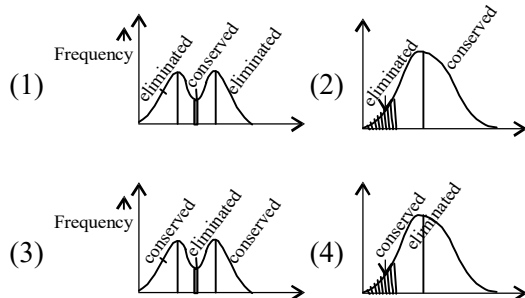 (1)
Frequency
eliminated
conserved
eliminated
(2)
eliminated
conserved
(3)
Frequency
conserved
eliminated
conserved
(4)
conserved
eliminated